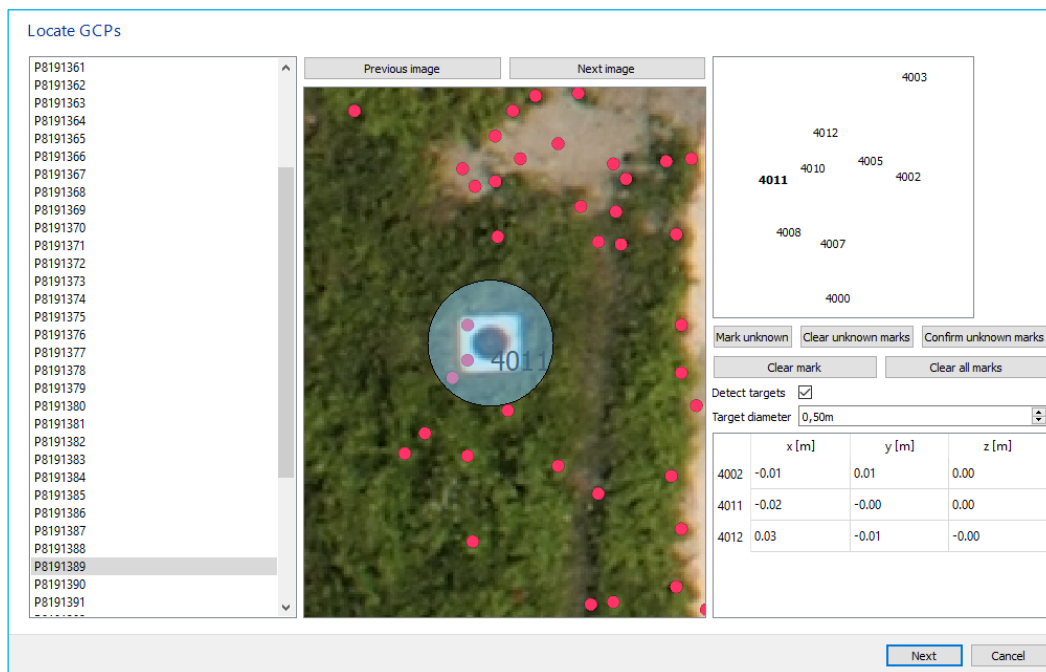 Locate GCPs
P8191361
P8191362
P8191363
P8191364
P8191365
P8191366
P8191367
P8191368
P8191369
P8191370
P8191371
P8191372
P8191373
P8191374
P8191375
P8191376
P8191377
P8191378
P8191379
P8191380
P8191381
P8191382
P8191383
P8191384
P8191385
P8191386
P8191387
P8191388
P8191389
P8191390
P8191391
Previous image Next image
4011
4003
4012
4010 4005
4011 4002
4008 4007
4000
Mark unknown Clear unknown marks Confirm unknown marks
Clear mark Clear all marks
Detect targets
Target diameter 0,50m
x [m] y [m] z [m]
4002 -0.01 0.01 0.00
4011 -0.02 -0.00 0.00
4012 0.03 -0.01 -0.00
Next Cancel